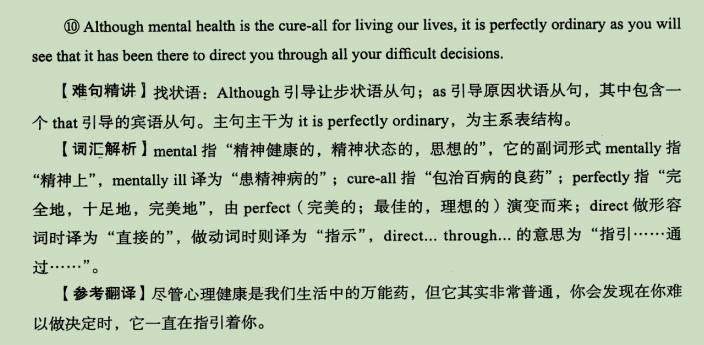 ⑩ Although mental health is the cure-all for living our lives, it is perfectly ordinary as you will
see that it has been there to direct you through all your difficult decisions.
【难句精讲】找状语：Although 引导让步状语从句；as 引导原因状语从句，其中包含一
个 that 引导的宾语从句。主句主干为 it is perfectly ordinary，为主系表结构。
【词汇解析】mental 指“精神健康的，精神状态的，思想的”，它的副词形式 mentally 指
“精神上”，mentally ill 译为“患精神病的”；cure-all 指“包治百病的良药”；perfectly 指“完
全地，十足地，完美地”，由 perfect（完美的；最佳的，理想的）演变而来；direct 做形容
词时译为“直接的”，做动词时则译为“指示”，direct... through... 的意思为“指引……通
过……”。
【参考翻译】尽管心理健康是我们生活中的万能药，但它其实非常普通，你会发现在你难
以做决定时，它一直在指引着你。